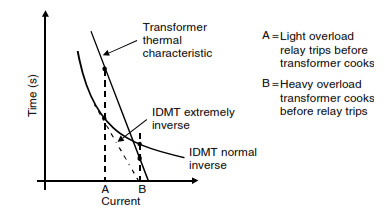 Transformer
thermal
characteristic
A = Light overload
relay trips before
transformer cooks
B = Heavy overload
transformer cooks
before relay trips
Time (s)
IDMT extremely
inverse
IDMT normal
inverse
A
B
Current